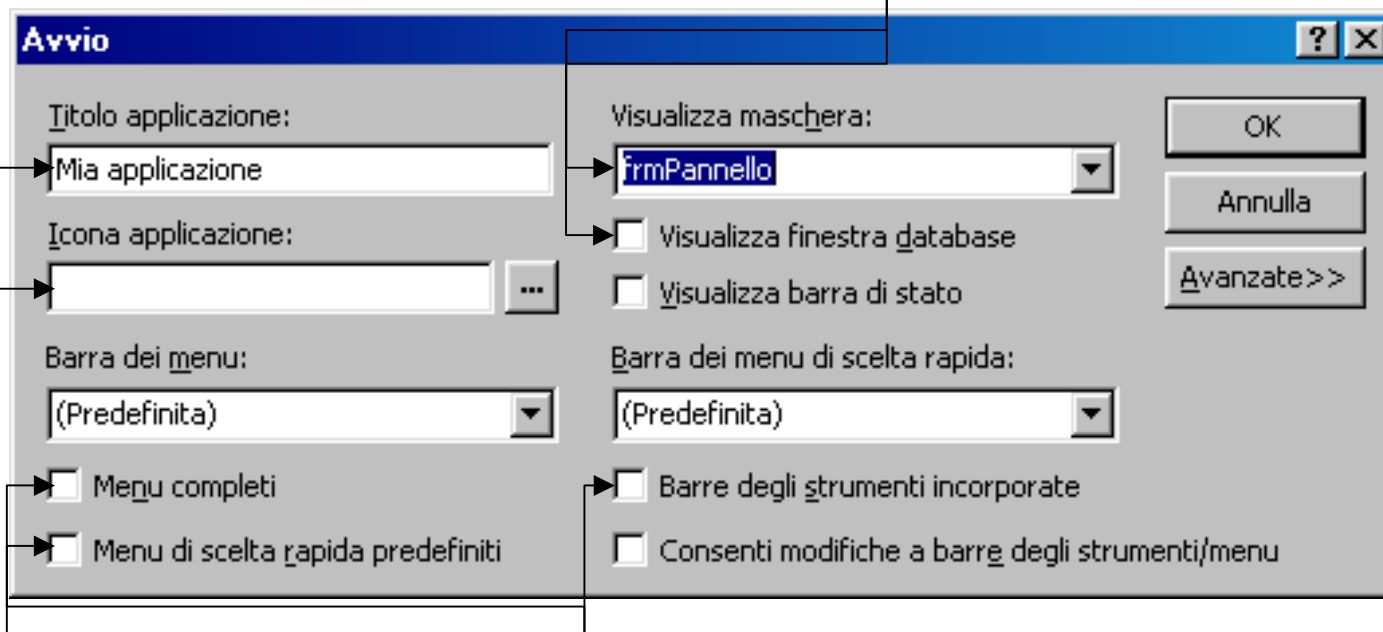 Avvio
Titolo applicazione:
Mia applicazione
Icona applicazione:
...
Barra dei menu:
(Predefinita)
Menu completi
Menu di scelta rapida predefiniti
Visualizza maschera:
frmPannello
Visualizza finestra database
Visualizza barra di stato
Barra dei menu di scelta rapida:
(Predefinita)
Barre degli strumenti incorporate
Consenti modifiche a barre degli strumenti/menu
OK
Annulla
Avanzate>>